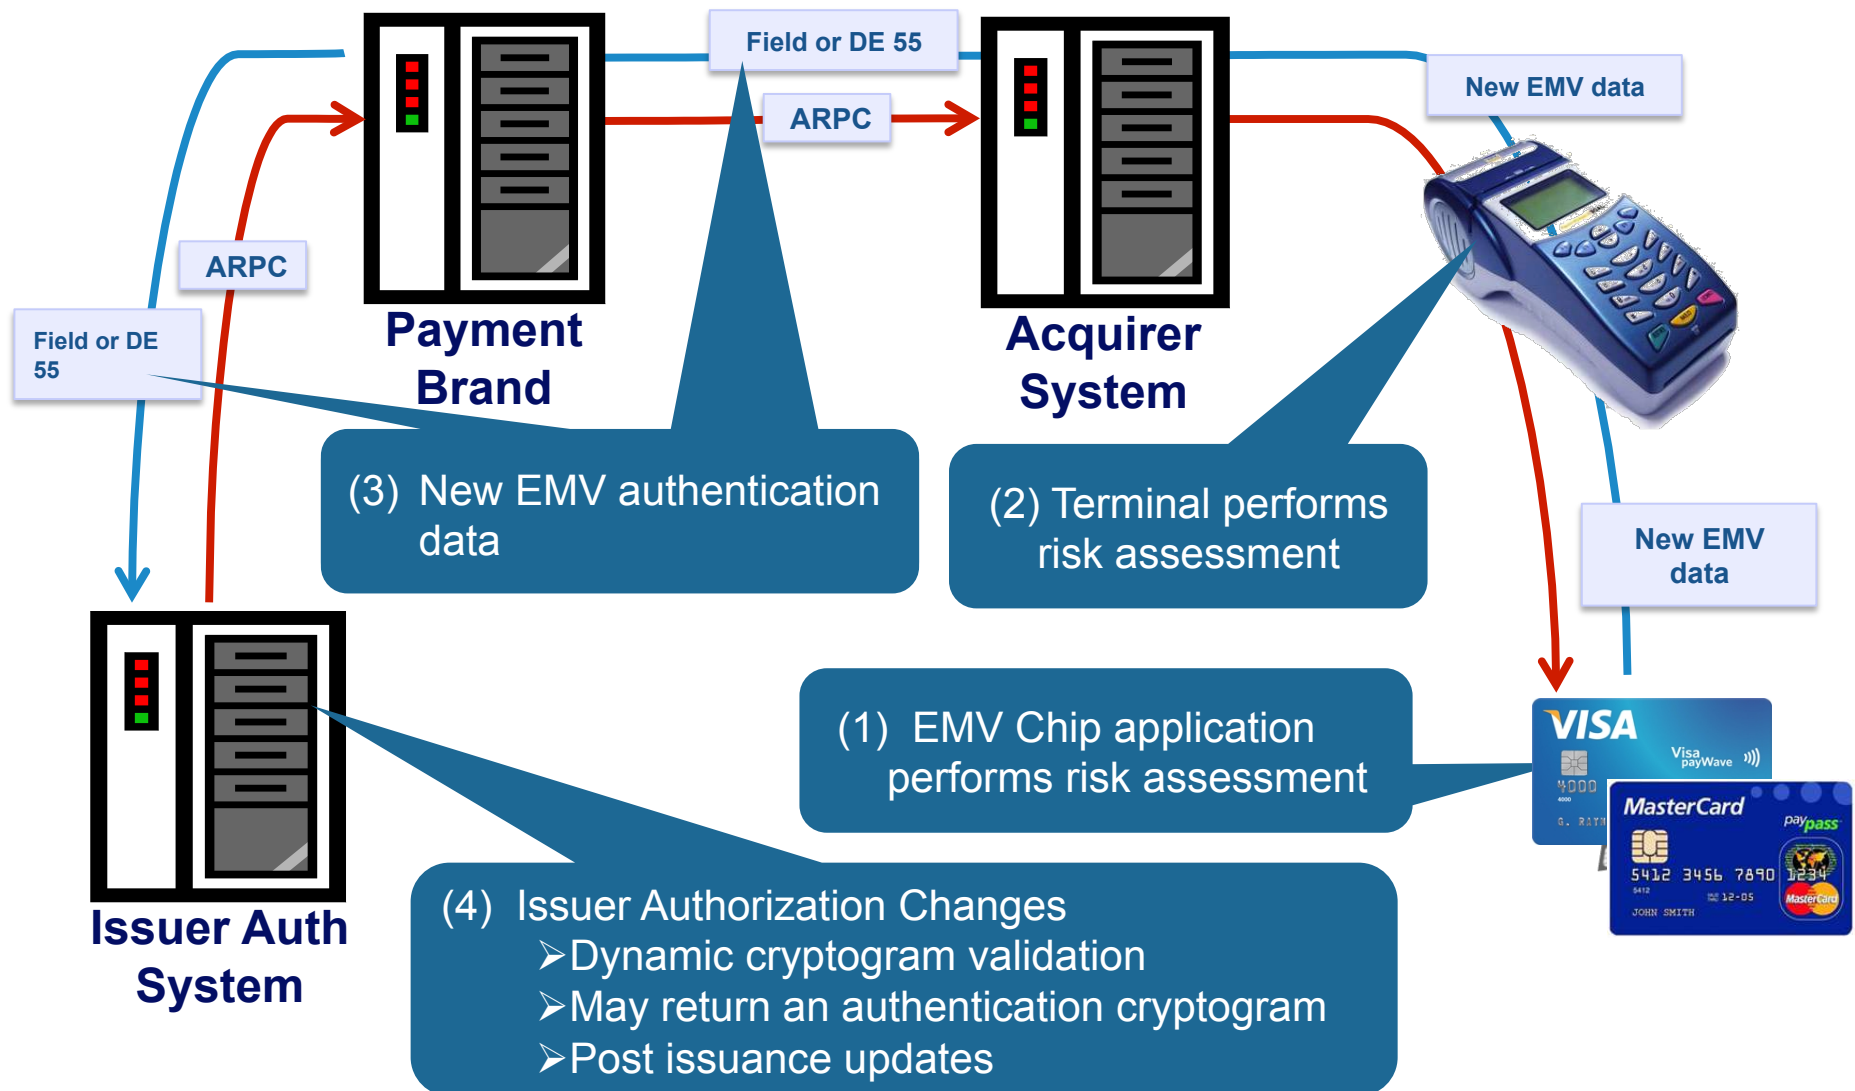 Field or DE 55
New EMV data
ARPC
ARPC
Field or DE
55
Payment
Brand
Acquirer
System
(3) New EMV authentication
data
(2) Terminal performs
risk assessment
New EMV
data
(1) EMV Chip application
performs risk assessment
VISA
Visa
payWave
4000
4000
MasterCard
paypass
5412 3456 7890 1234
5412
12-05
MasterCard
JOHN SMITH
Issuer Auth
System
(4) Issuer Authorization Changes
➢Dynamic cryptogram validation
➢May return an authentication cryptogram
➢Post issuance updates